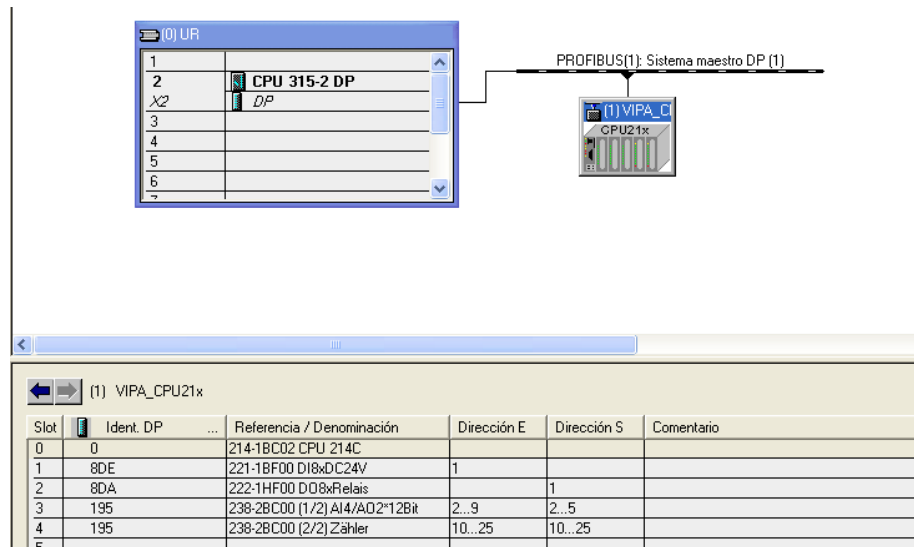 (0) UR
1
2 CPU 315-2 DP
X2 DP
3
4
5
6
7
PROFIBUS(1): Sistema maestro DP (1)
(1) VIPA_C
CPU21x
(1) VIPA_CPU21x
Slot Ident. DP ... Referencia / Denominación Dirección E Dirección S Comentario
0 0 214-1BC02 CPU 214C
1 8DE 221-1BF00 DI8xDC24V 1
2 8DA 222-1HF00 DO8xRelais 1
3 195 238-2BC00 (1/2) AI4/AO2*12Bit 2...9 2...5
4 195 238-2BC00 (2/2) Zähler 10...25 10...25
5